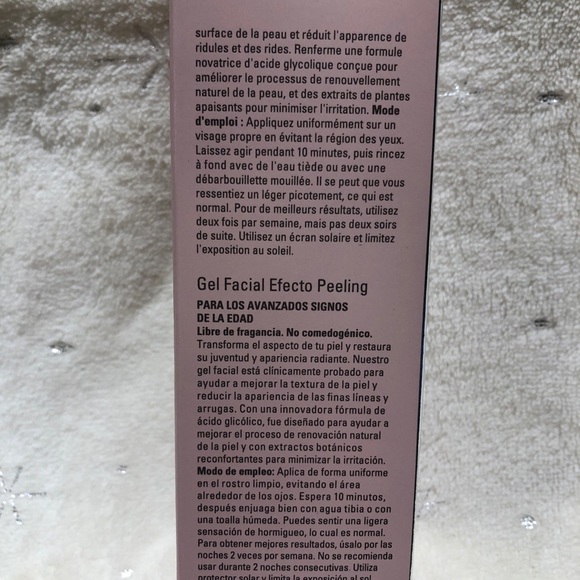 surface de la peau et réduit l'apparence de
ridules et des rides. Renferme une formule
novatrice d'acide glycolique conçue pour
améliorer le processus de renouvellement
naturel de la peau, et des extraits de plantes
apaisants pour minimiser l'irritation. Mode
d'emploi : Appliquez uniformément sur un
visage propre en évitant la région des yeux.
Laissez agir pendant 10 minutes, puis rincez
à fond avec de l'eau tiède ou avec une
débarbouillette mouillée. Il se peut que vous
ressentiez un léger picotement, ce qui est
normal. Pour de meilleurs résultats, utilisez
deux fois par semaine, mais pas deux soirs
de suite. Utilisez un écran solaire et limitez
l'exposition au soleil.
Gel Facial Efecto Peeling
PARA LOS AVANZADOS SIGNOS
DE LA EDAD
Libre de fragancia. No comedogénico.
Transforma el aspecto de tu piel y restaura
su juventud y apariencia radiante. Nuestro
gel facial está clínicamente probado para
ayudar a mejorar la textura de la piel y
reducir la apariencia de las finas líneas y
arrugas. Con una innovadora fórmula de
ácido glicólico, fue diseñado para ayudar a
mejorar el proceso de renovación natural
de la piel y con extractos botánicos
reconfortantes para minimizar la irritación.
Modo de empleo: Aplica de forma uniforme
en el rostro limpio, evitando el área
alrededor de los ojos. Espera 10 minutos,
después enjuaga bien con agua tibia o con
una toalla húmeda. Puedes sentir una ligera
sensación de hormigueo, lo cual es normal.
Para obtener mejores resultados, úsalo por las
noches 2 veces por semana. No se recomienda
usar durante 2 noches consecutivas. Utiliza
protector solar y limita la exposición al sol